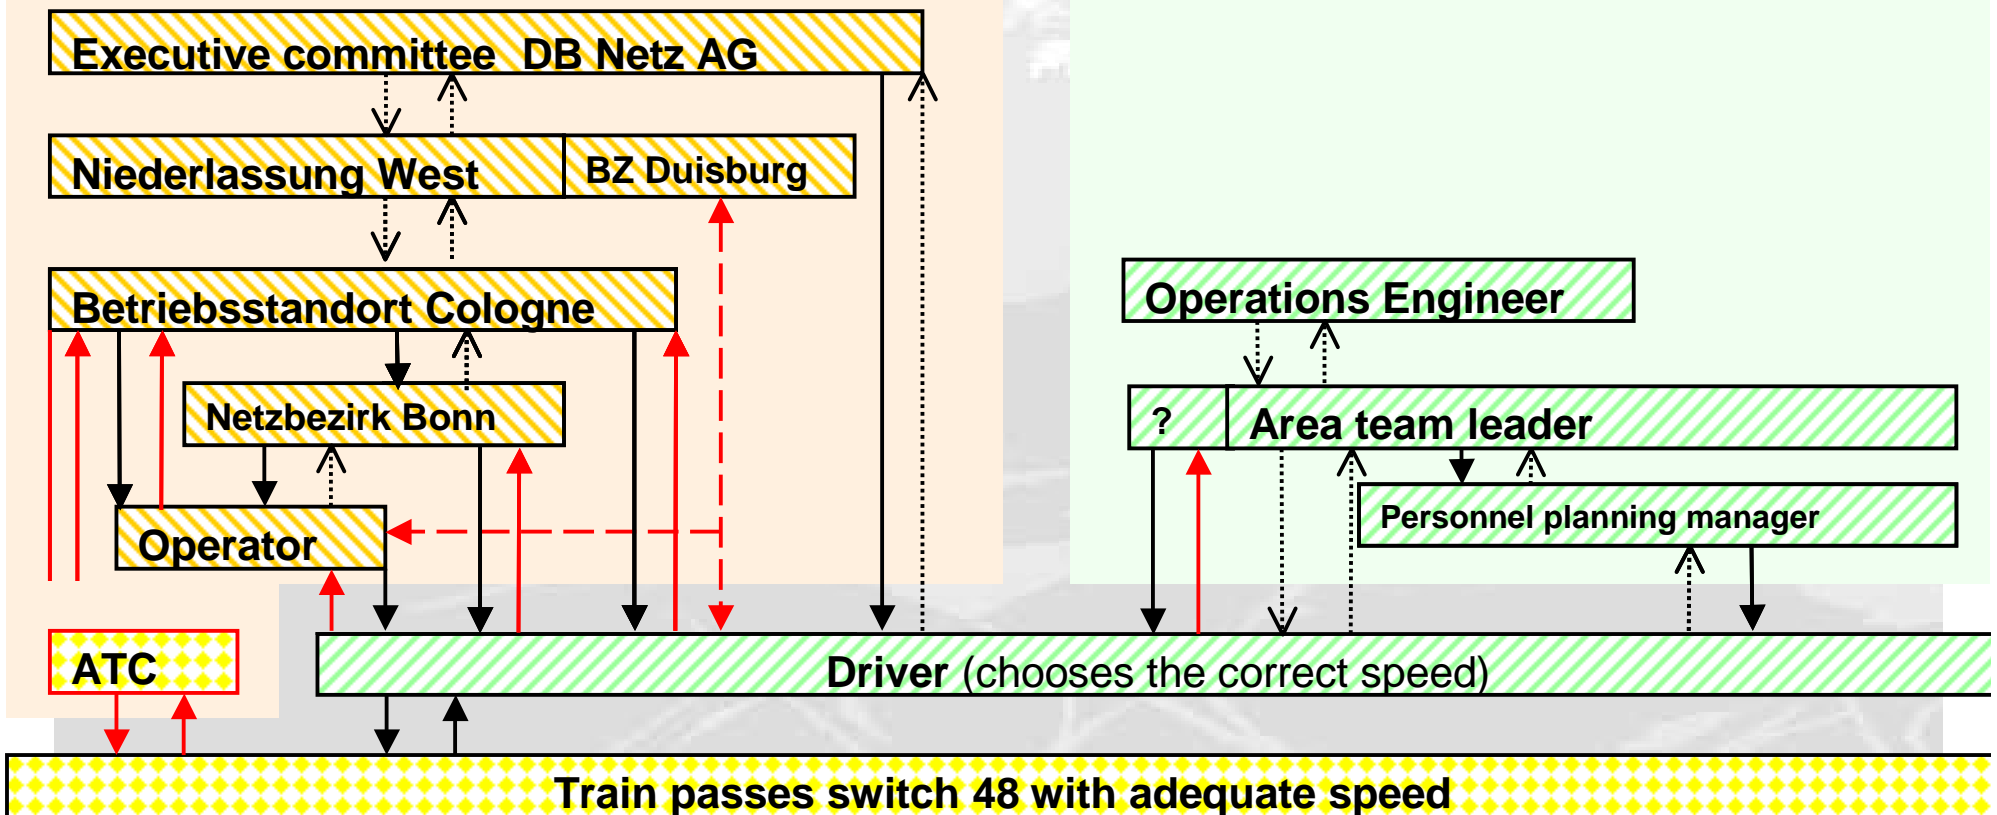 Executive committee DB Netz AG
Niederlassung West
BZ Duisburg
Betriebsstandort Cologne
Operations Engineer
Netzbezirk Bonn
?
Area team leader
Operator
Personnel planning manager
ATC
Driver (chooses the correct speed)
Train passes switch 48 with adequate speed